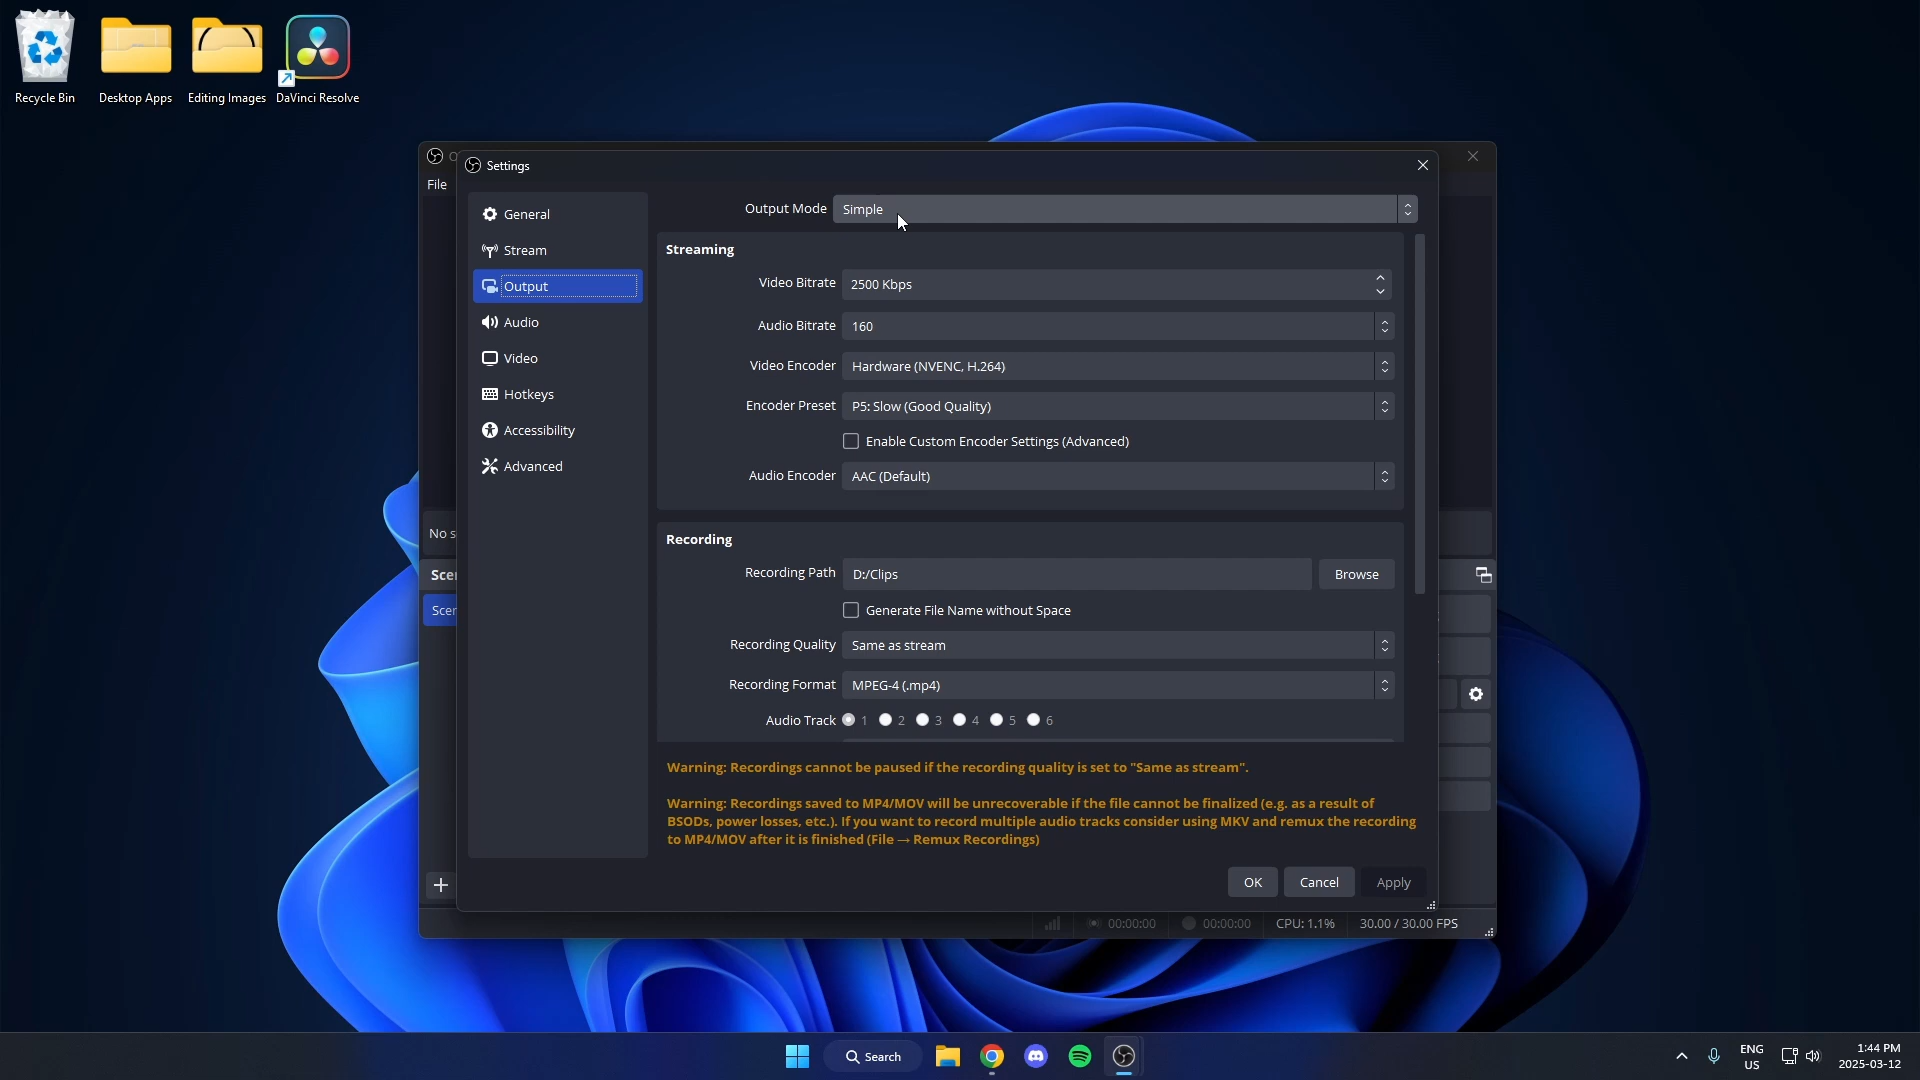 Recycle Bin
Desktop Apps
Editing Images
DaVinci Resolve
O
Settings
File
General
Stream
Output
Audio
Video
Hotkeys
Accessibility
Advanced
Output Mode Simple
Streaming
Video Bitrate 2500 Kbps
Audio Bitrate 160
Video Encoder Hardware (NVENC, H.264)
Encoder Preset P5: Slow (Good Quality)
Enable Custom Encoder Settings (Advanced)
Audio Encoder AAC (Default)
No s
Recording
Scer
Recording Path D:/Clips Browse
Scer
Generate File Name without Space
Recording Quality Same as stream
Recording Format MPEG-4 (.mp4)
Audio Track 1 2 3 4 5 6
Warning: Recordings cannot be paused if the recording quality is set to "Same as stream".
Warning: Recordings saved to MP4/MOV will be unrecoverable if the file cannot be finalized (e.g. as a result of
BSODs, power losses, etc.). If you want to record multiple audio tracks consider using MKV and remux the recording
to MP4/MOV after it is finished (File → Remux Recordings)
OK Cancel Apply
00:00:00 00:00:00 CPU: 1.1% 30.00 / 30.00 FPS
Search
ENG
US
1:44 PM
2025-03-12